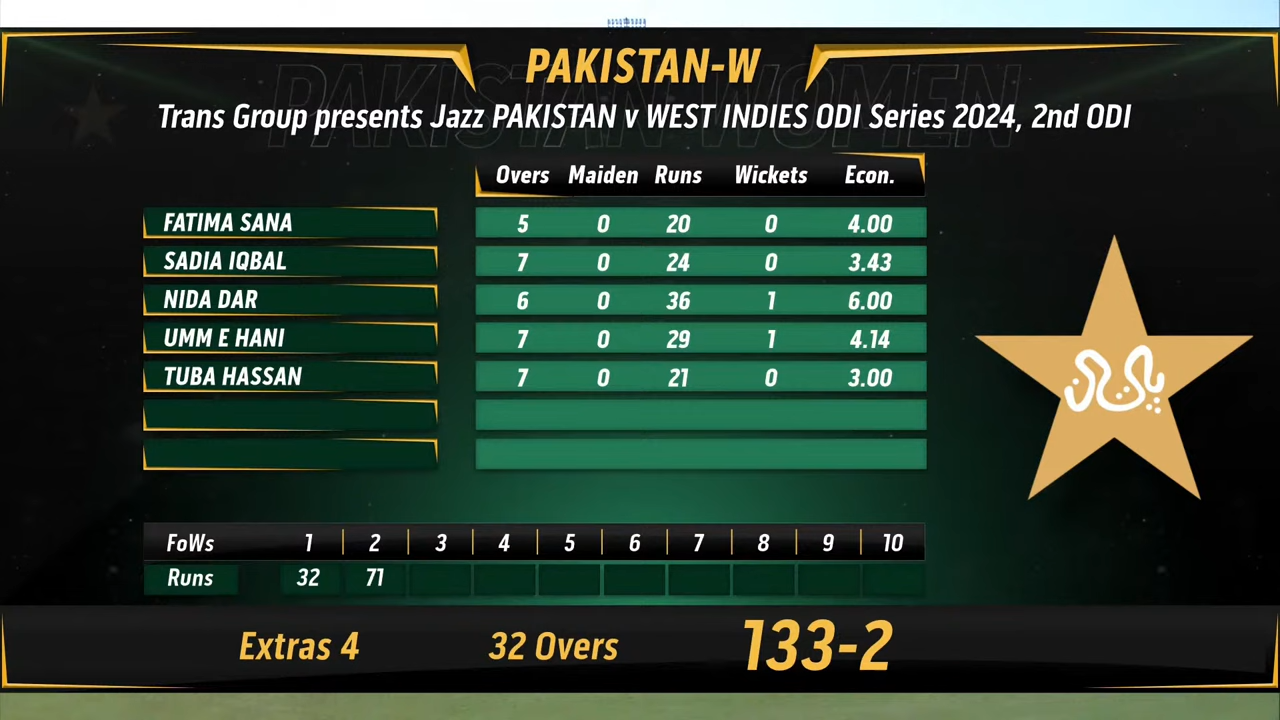 PAKISTAN-W
PAKISTAN WOMEN
Trans Group presents Jazz PAKISTAN v WEST INDIES ODI Series 2024, 2nd ODI
Overs Maiden Runs Wickets Econ.
FATIMA SANA 5 0 20 0 4.00
SADIA IQBAL 7 0 24 0 3.43
NIDA DAR 6 0 36 1 6.00
UMM E HANI 7 0 29 1 4.14
TUBA HASSAN 7 0 21 0 3.00
FoWs 1 2 3 4 5 6 7 8 9 10
Runs 32 71
Extras 4 32 Overs 133-2